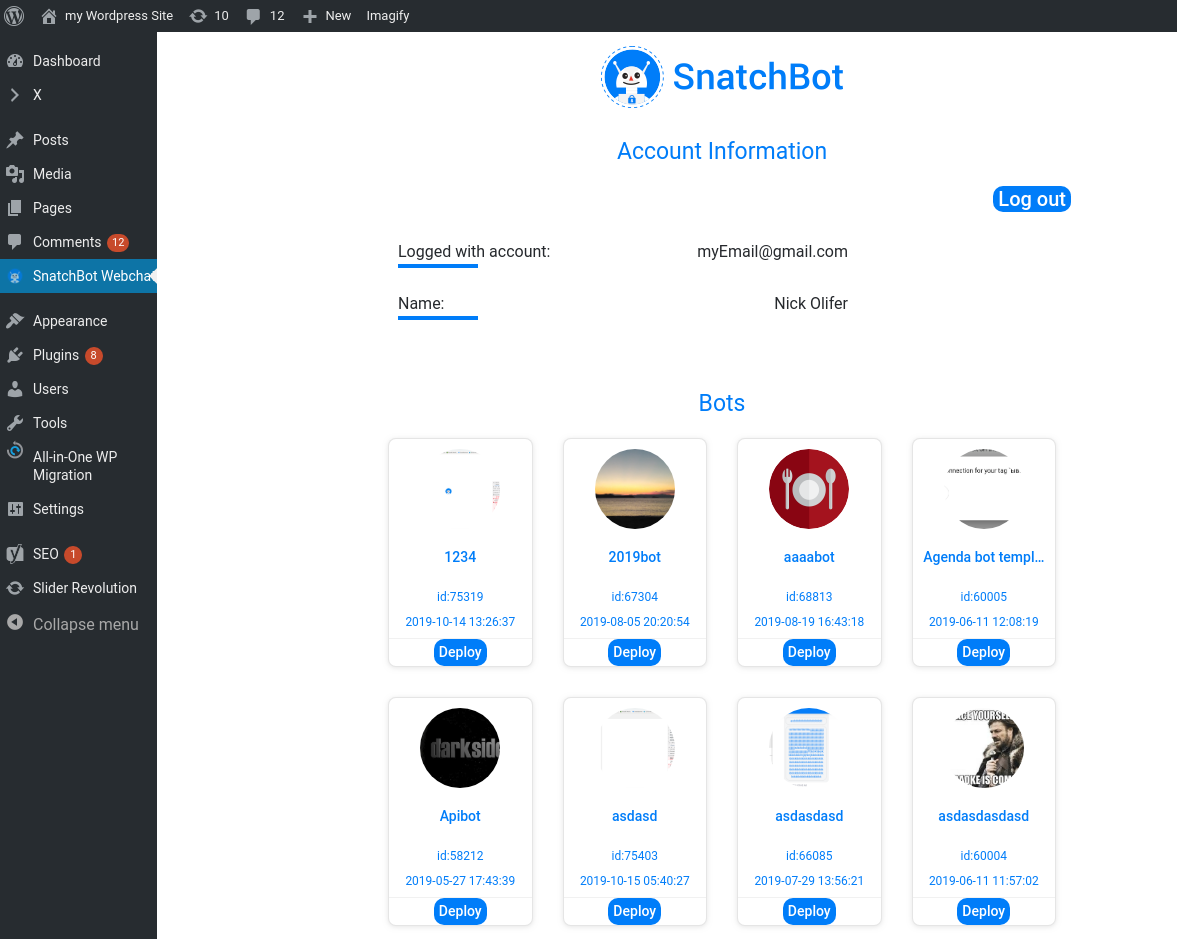 my Wordpress Site 10 12 New Imagify
Dashboard
X
Posts
Media
Pages
Comments 12
SnatchBot Webcha
Appearance
Plugins 8
Users
Tools
All-in-One WP
Migration
Settings
SEO 1
Slider Revolution
Collapse menu
SnatchBot
Account Information
Log out
Logged with account: myEmail@gmail.com
Name: Nick Olifer
Bots
nnection for your tag
1234 2019bot aaaabot Agenda bot templ...
id:75319 id:67304 id:68813 id:60005
2019-10-14 13:26:37 2019-08-05 20:20:54 2019-08-19 16:43:18 2019-06-11 12:08:19
Deploy Deploy Deploy Deploy
darkside
ACE YOURSEL
OKE IS COM
Apibot asdasd asdasdasd asdasdasdasd
id:58212 id:75403 id:66085 id:60004
2019-05-27 17:43:39 2019-10-15 05:40:27 2019-07-29 13:56:21 2019-06-11 11:57:02
Deploy Deploy Deploy Deploy